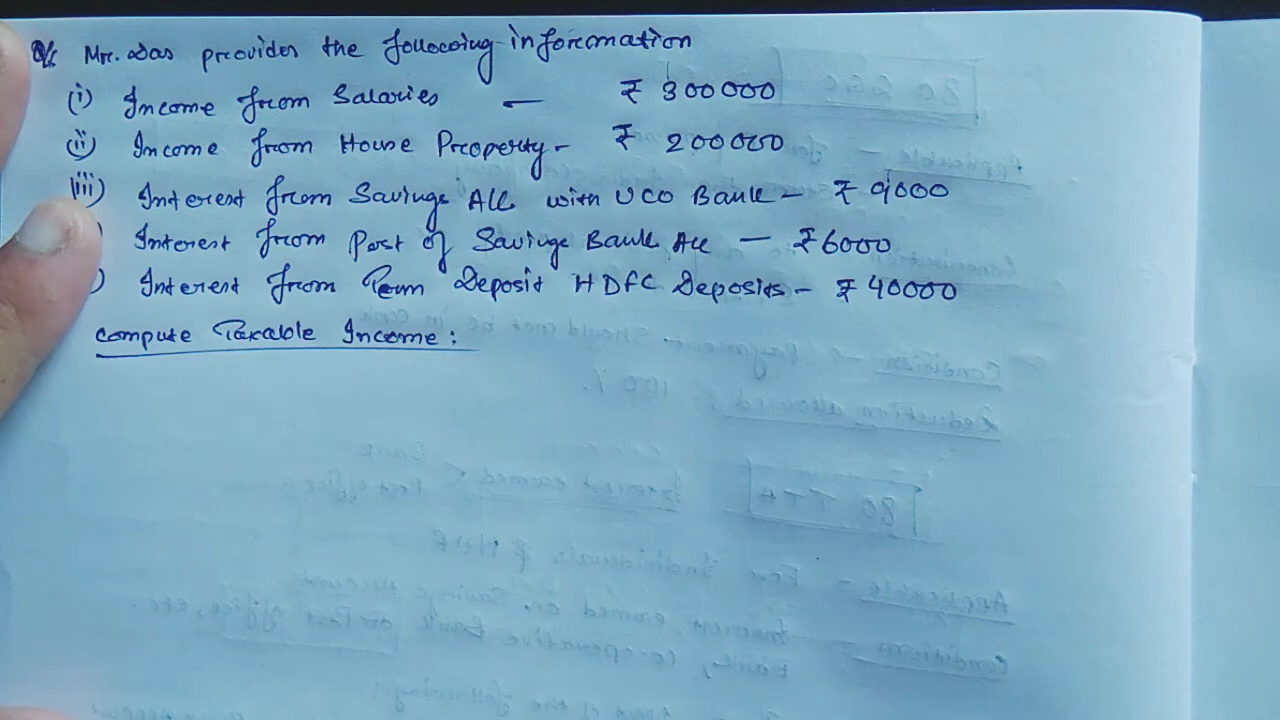 Q/. Mr. Das provides the following information
(i) Income from Salaries — ₹ 300000
(ii) Income from House Property - ₹ 200000
(iii) Interest from Savings A/c with UCO Bank - ₹ 9,000
) Interest from Post of Savings Bank A/c — ₹6000
) Interest from Term Deposit HDFC Deposits - ₹ 40000
Compute Taxable Income :